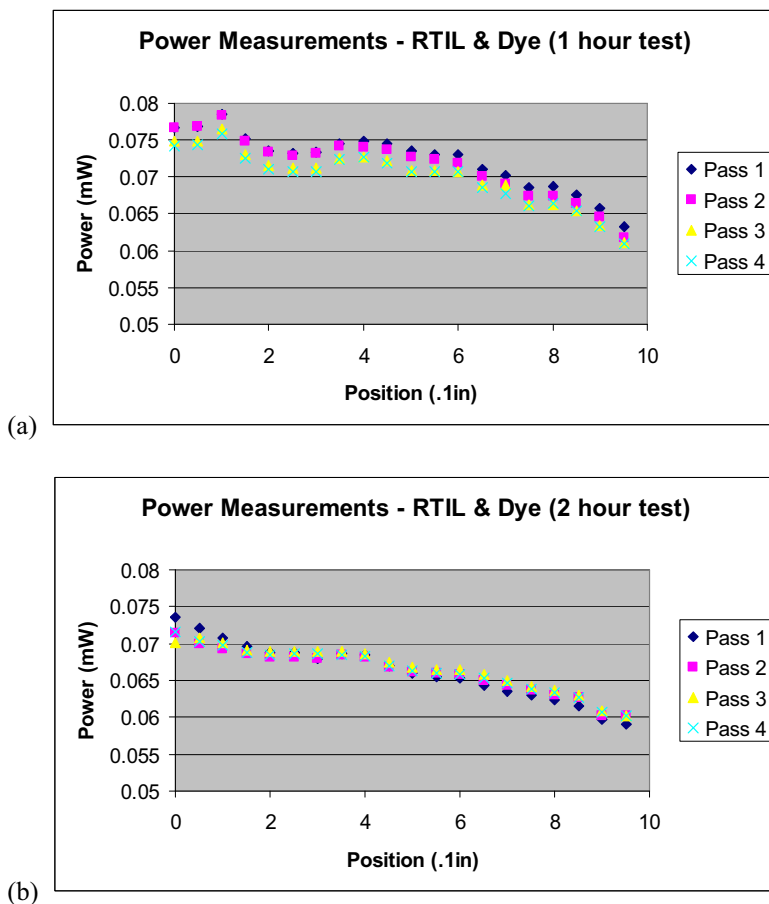 Power Measurements - RTIL & Dye (1 hour test)
0.08
0.075
0.07
0.065
0.06
0.055
0.05
Power (mW)
0 2 4 6 8 10
Position (.1in)
Pass 1
Pass 2
Pass 3
Pass 4
(a)
Power Measurements - RTIL & Dye (2 hour test)
0.08
0.075
0.07
0.065
0.06
0.055
0.05
Power (mW)
0 2 4 6 8 10
Position (.1in)
Pass 1
Pass 2
Pass 3
Pass 4
(b)